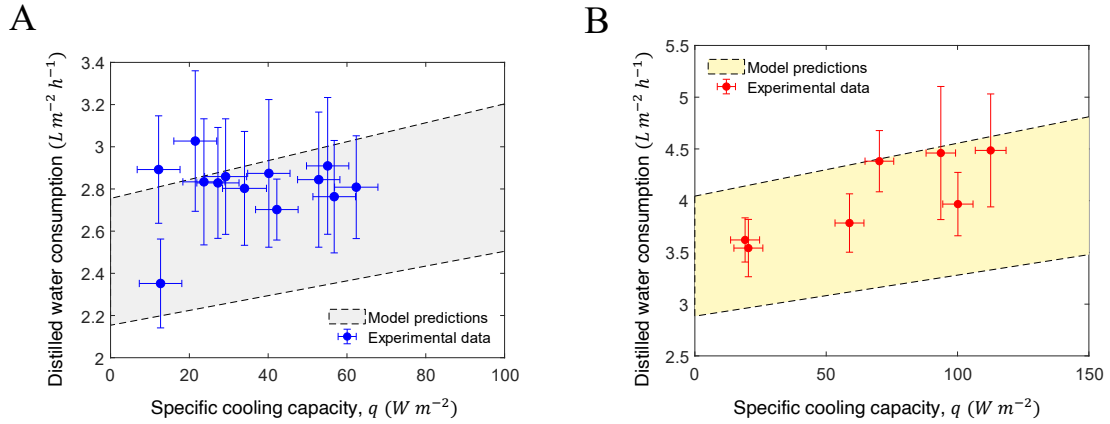 A
Distilled water consumption (L m⁻² h⁻¹)
3.4
3.2
3
2.8
2.6
2.4
2.2
2
0
20
40
60
80
100
Model predictions
Experimental data
Specific cooling capacity, q (W m⁻²)
B
Distilled water consumption (L m⁻² h⁻¹)
5.5
5
4.5
4
3.5
3
2.5
0
50
100
150
Model predictions
Experimental data
Specific cooling capacity, q (W m⁻²)